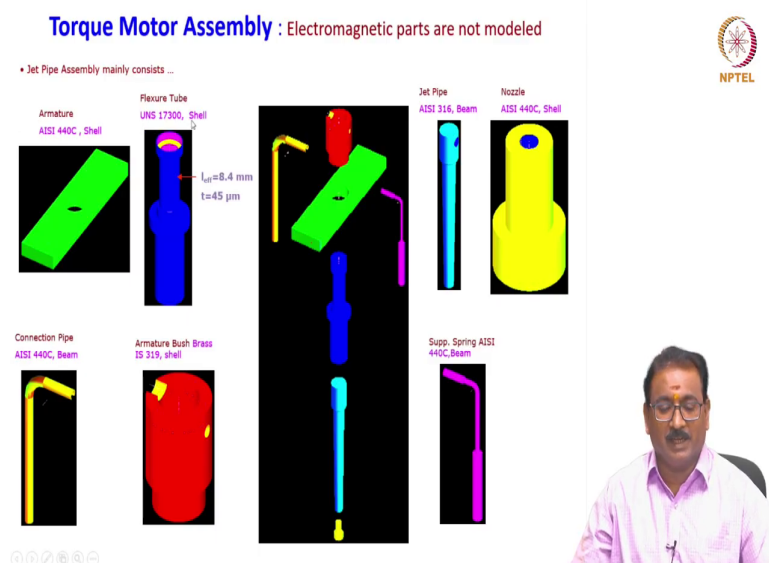 Torque Motor Assembly : Electromagnetic parts are not modeled
NPTEL
• Jet Pipe Assembly mainly consists ...
Armature
AISI 440C , Shell
Flexure Tube
UNS 17300, Shell
leff=8.4 mm
t=45 µm
Jet Pipe
AISI 316, Beam
Nozzle
AISI 440C, Shell
Connection Pipe
AISI 440C, Beam
Armature Bush Brass
IS 319, shell
Supp. Spring AISI
440C,Beam